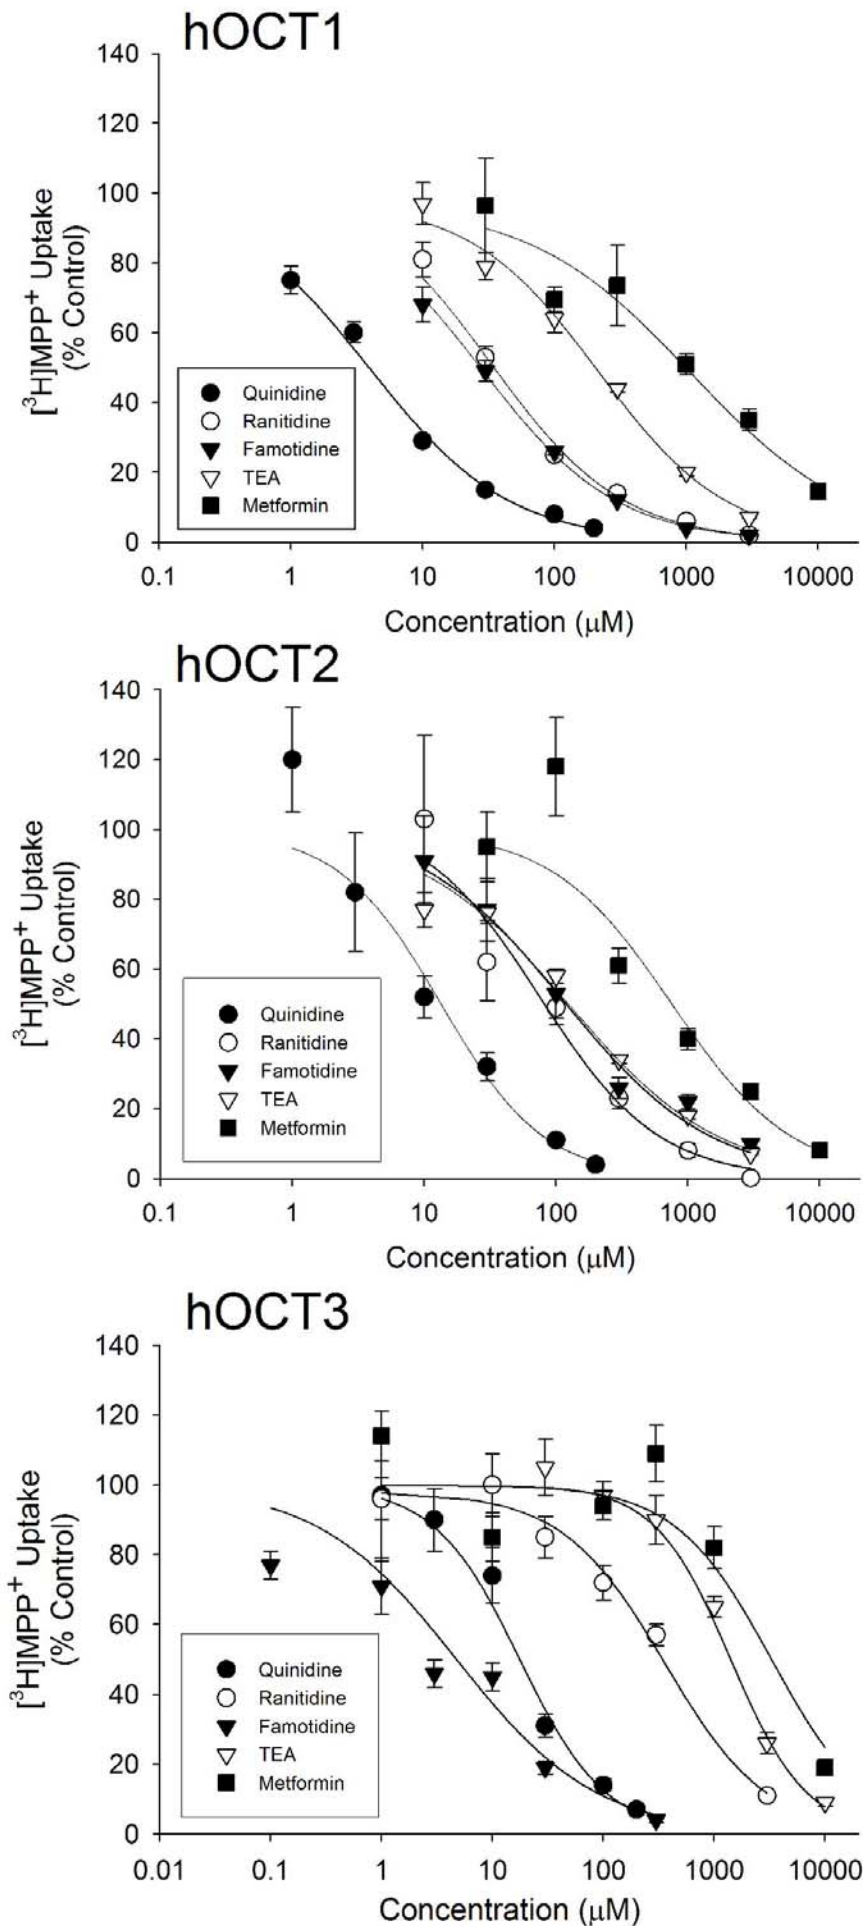 hOCT1
140
120
100
80
60
40
20
0
[³H]MPP⁺ Uptake
(% Control)
Quinidine
Ranitidine
Famotidine
TEA
Metformin
0.1 1 10 100 1000 10000
Concentration (μM)
hOCT2
140
120
100
80
60
40
20
0
[³H]MPP⁺ Uptake
(% Control)
Quinidine
Ranitidine
Famotidine
TEA
Metformin
0.1 1 10 100 1000 10000
Concentration (μM)
hOCT3
140
120
100
80
60
40
20
0
[³H]MPP⁺ Uptake
(% Control)
Quinidine
Ranitidine
Famotidine
TEA
Metformin
0.01 0.1 1 10 100 1000 10000
Concentration (μM)